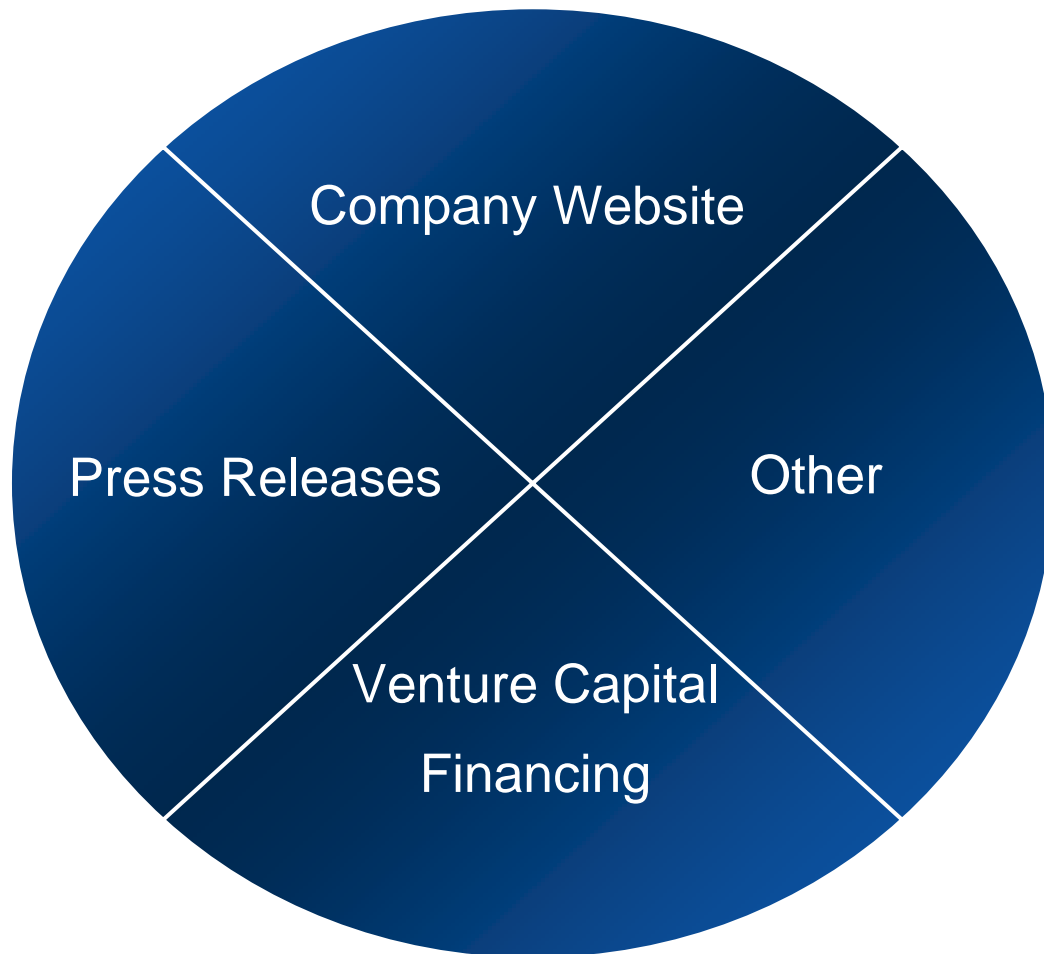 Company Website
Press Releases
Other
Venture Capital
Financing